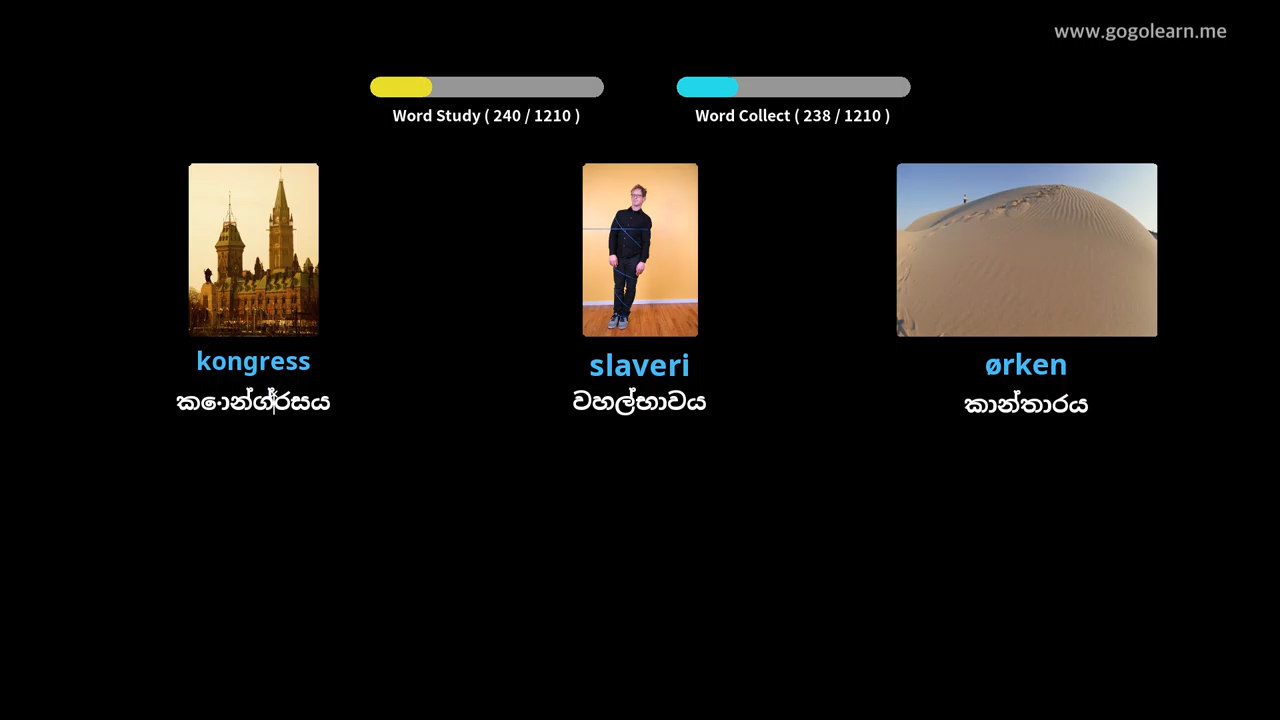 www.gogolearn.me
Word Study ( 240 / 1210 )
Word Collect ( 238 / 1210 )
kongress
කොන්ග්‍රසය
slaveri
වහල්භාවය
ørken
කාන්තාරය